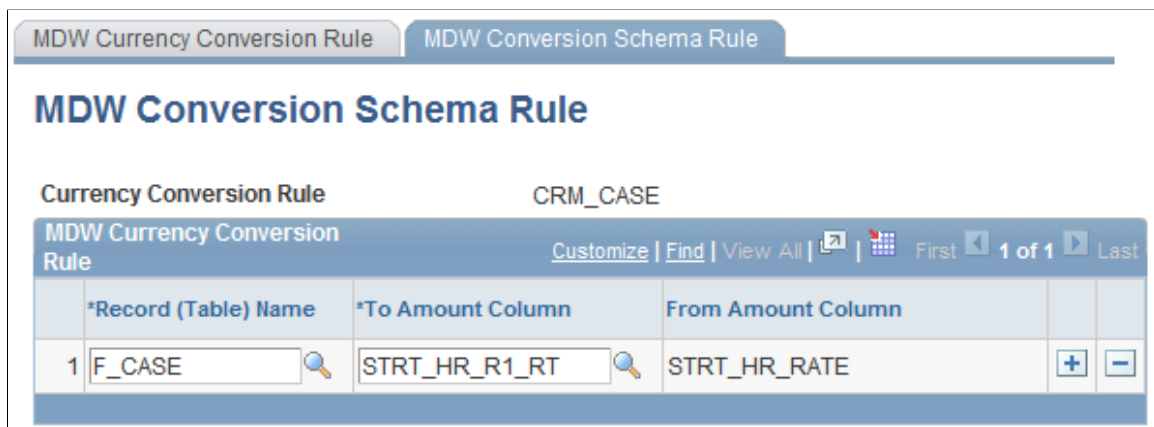 MDW Currency Conversion Rule MDW Conversion Schema Rule
MDW Conversion Schema Rule
Currency Conversion Rule CRM_CASE
MDW Currency Conversion
Rule
Customize | Find | View All | | First 1 of 1 Last
*Record (Table) Name *To Amount Column From Amount Column
1 F_CASE STRT_HR_R1_RT STRT_HR_RATE + −